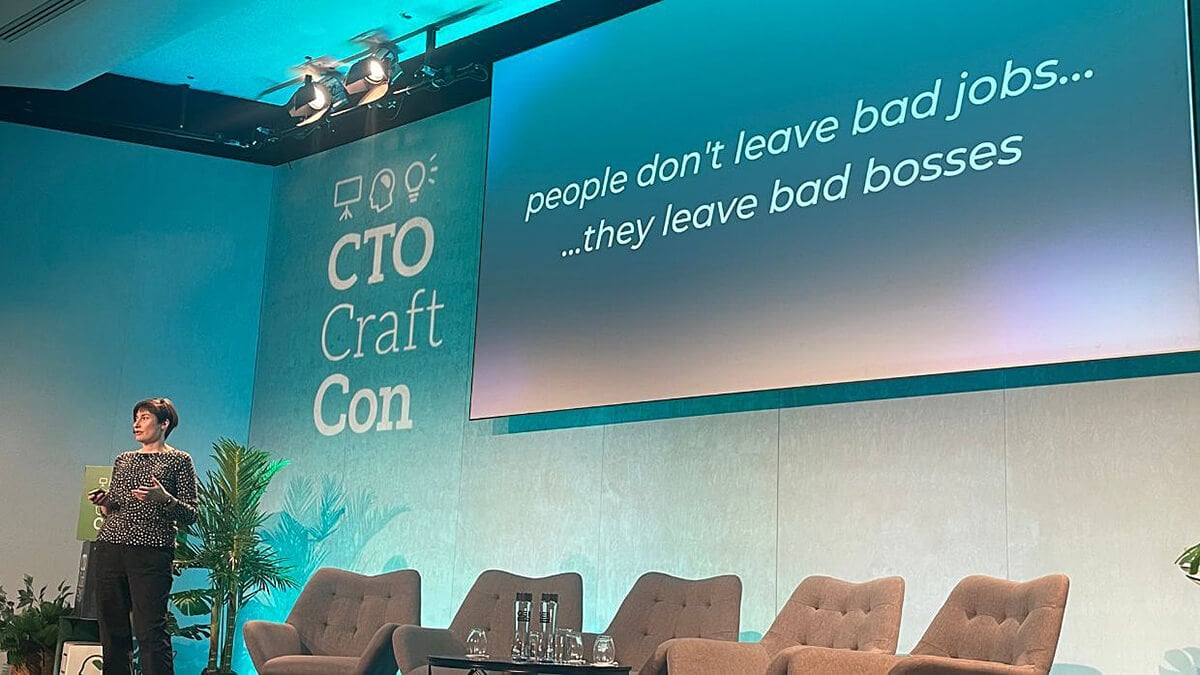 people don't leave bad jobs...
...they leave bad bosses
CTO
Craft
Con